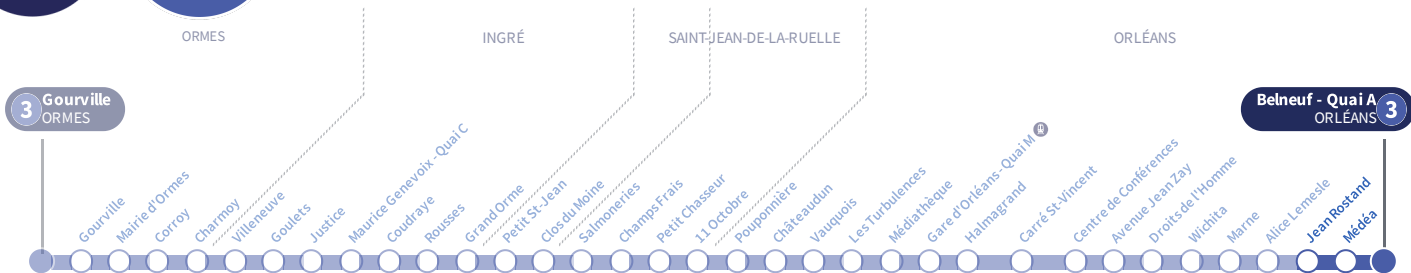 ORMES
INGRÉ
SAINT-JEAN-DE-LA-RUELLE
ORLÉANS
3
Gourville
ORMES
Belneuf - Quai A
ORLÉANS
3
Gourville
Mairie d'Ormes
Corroy
Charmoy
Villeneuve
Goulets
Justice
Maurice Genevoix - Quai C
Coudraye
Rousses
Grand Orme
Petit St-Jean
Clos du Moine
Salmoneries
Champs Frais
Petit Chasseur
11 Octobre
Pouponnière
Châteaudun
Vauquois
Les Turbulences
Médiathèque
Gare d'Orléans - Quai M
Halmagrand
Carré St-Vincent
Centre de Conférences
Avenue Jean Zay
Droits de l'Homme
Wichita
Marne
Alice Lemesle
Jean Rostand
Médéa